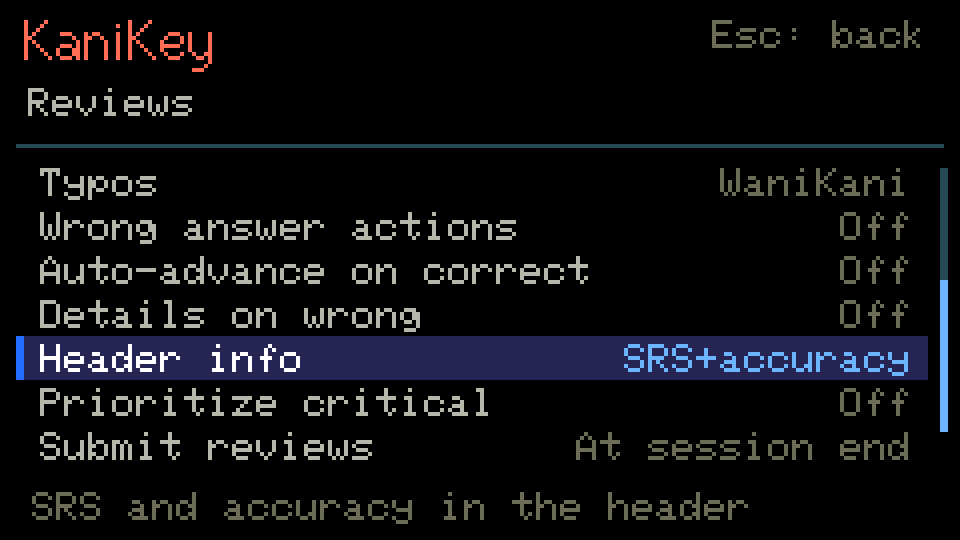 KaniKey
Esc: back
Reviews
Typos WaniKani
Wrong answer actions Off
Auto-advance on correct Off
Details on wrong Off
Header info SRS+accuracy
Prioritize critical Off
Submit reviews At session end
SRS and accuracy in the header